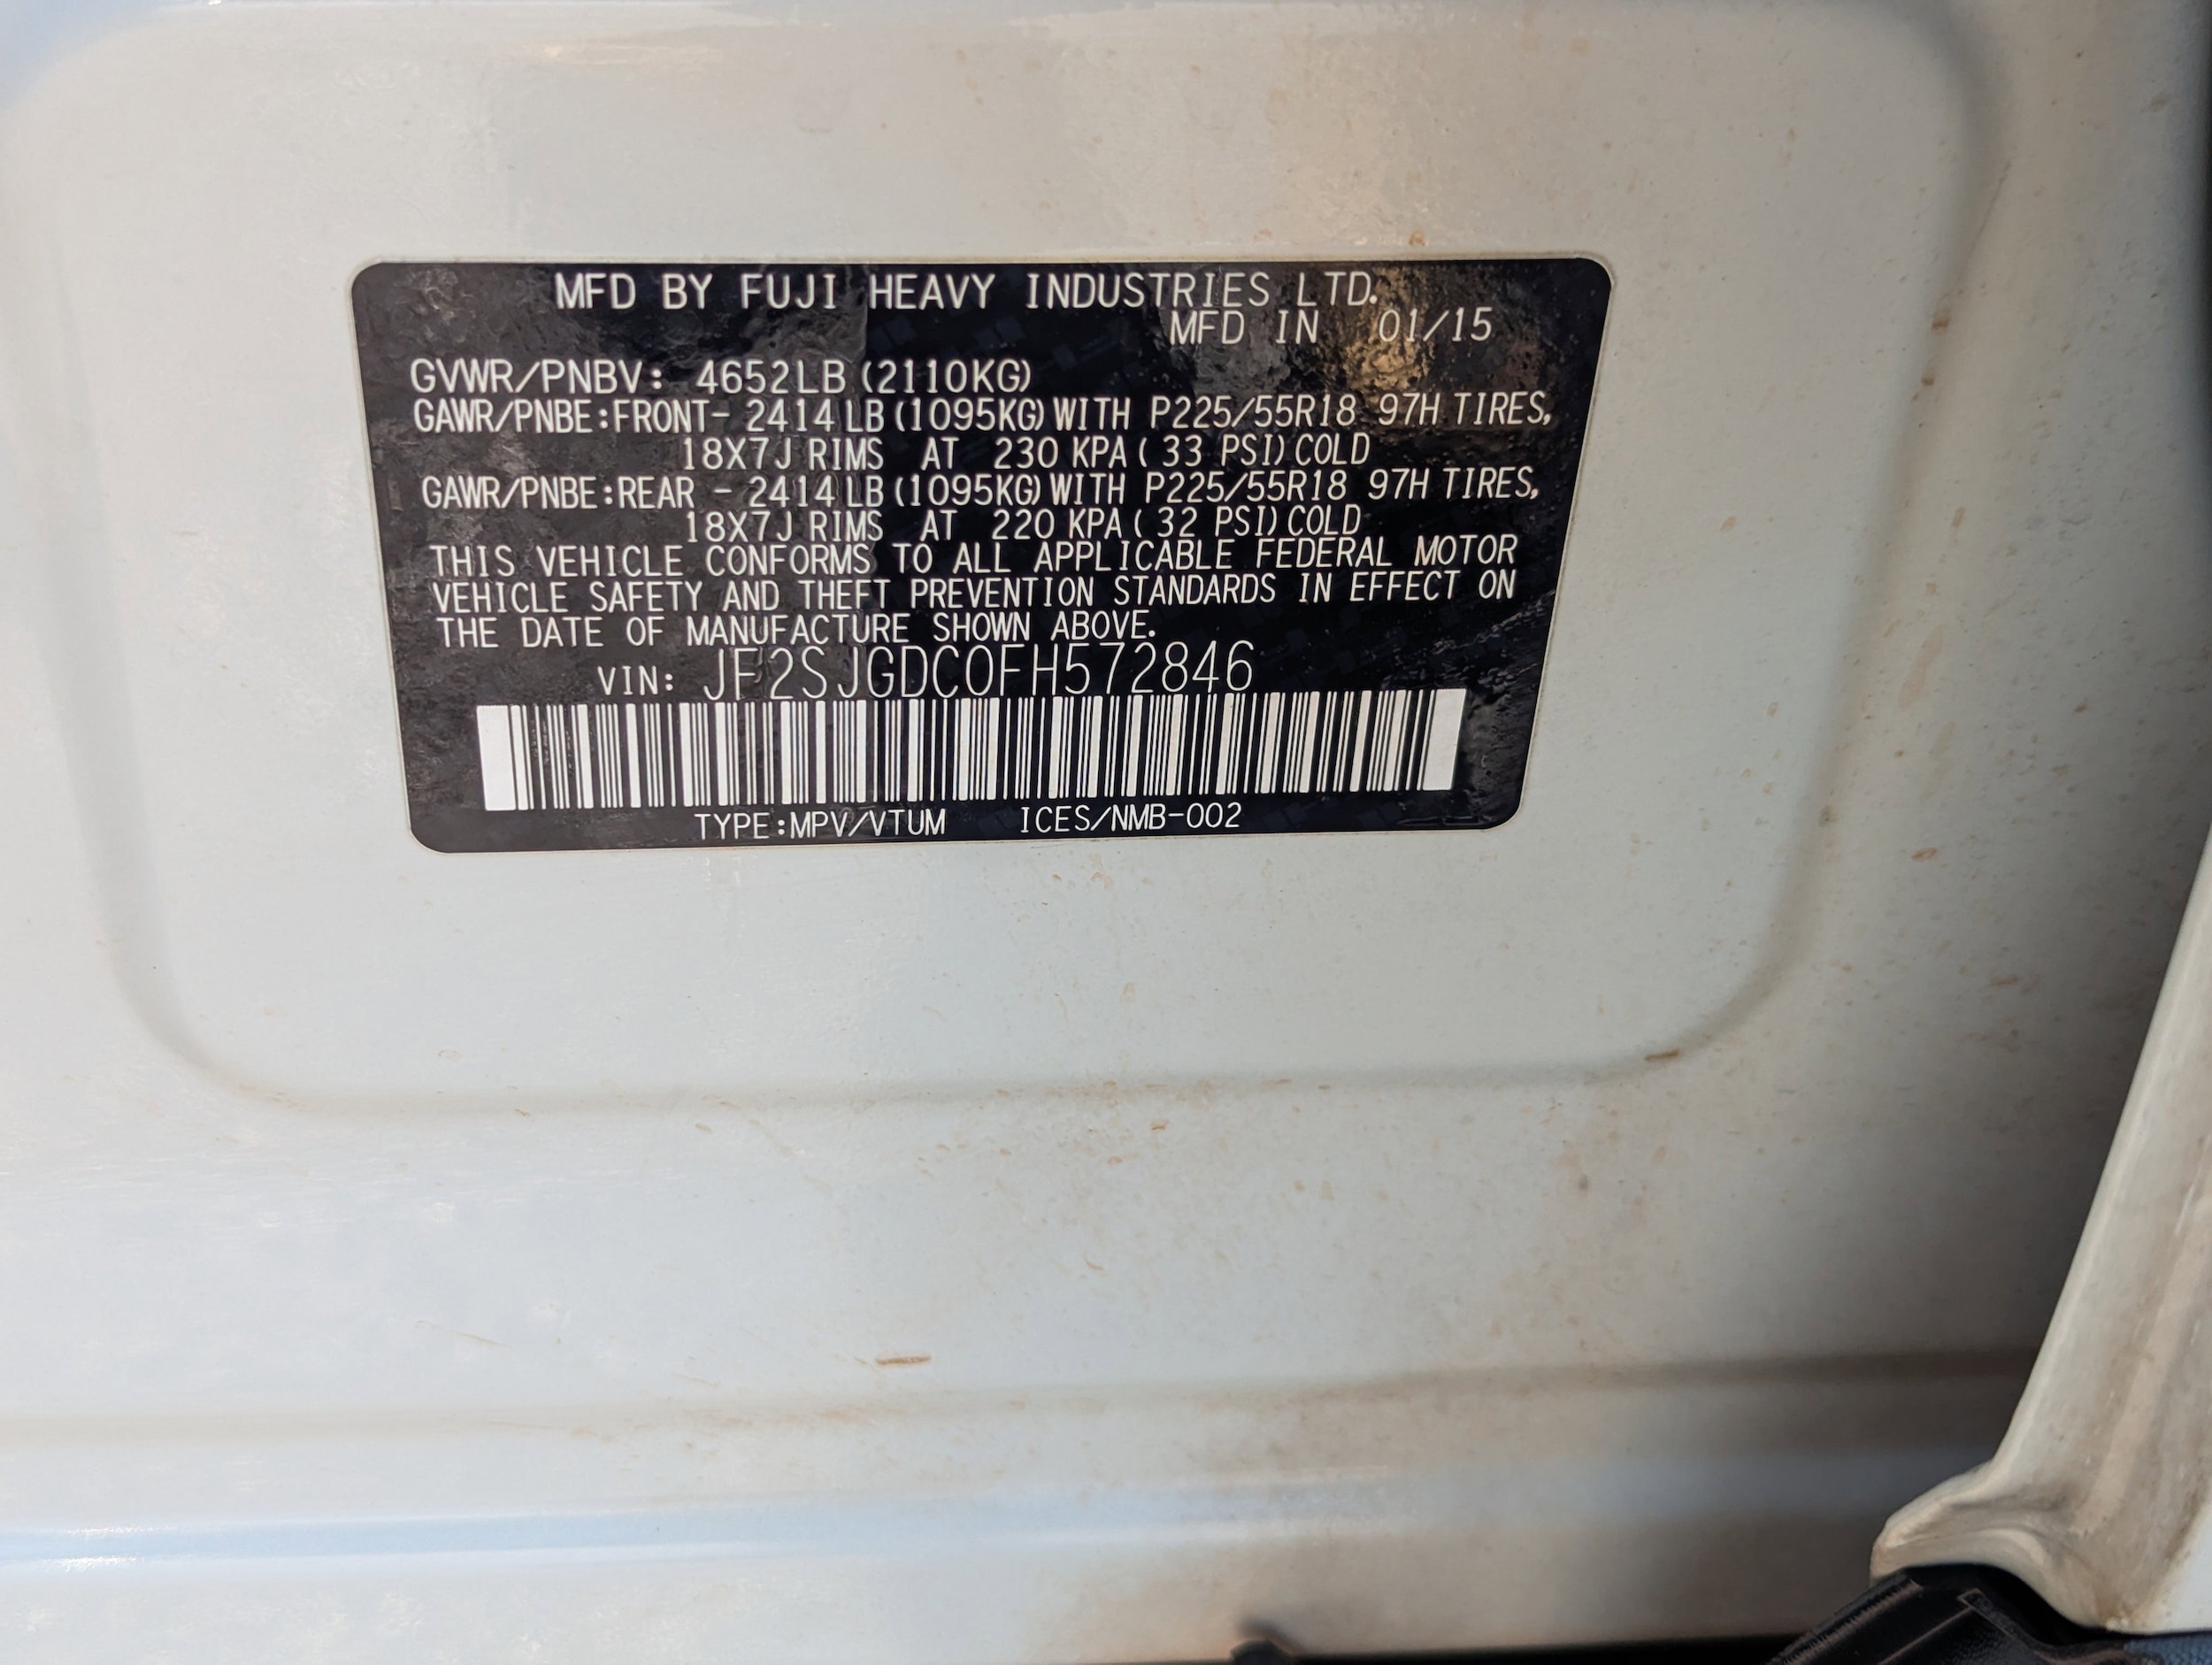 MFD BY FUJI HEAVY INDUSTRIES LTD.
MFD IN 01/15
GVWR/PNBV: 4652LB (2110KG)
GAWR/PNBE:FRONT- 2414LB (1095KG) WITH P225/55R18 97H TIRES,
18X7J RIMS AT 230 KPA ( 33 PSI) COLD
GAWR/PNBE:REAR - 2414LB (1095KG) WITH P225/55R18 97H TIRES,
18X7J RIMS AT 220 KPA ( 32 PSI) COLD
THIS VEHICLE CONFORMS TO ALL APPLICABLE FEDERAL MOTOR
VEHICLE SAFETY AND THEFT PREVENTION STANDARDS IN EFFECT ON
THE DATE OF MANUFACTURE SHOWN ABOVE.
VIN: JF2SJGDC0FH572846
TYPE:MPV/VTUM ICES/NMB-002